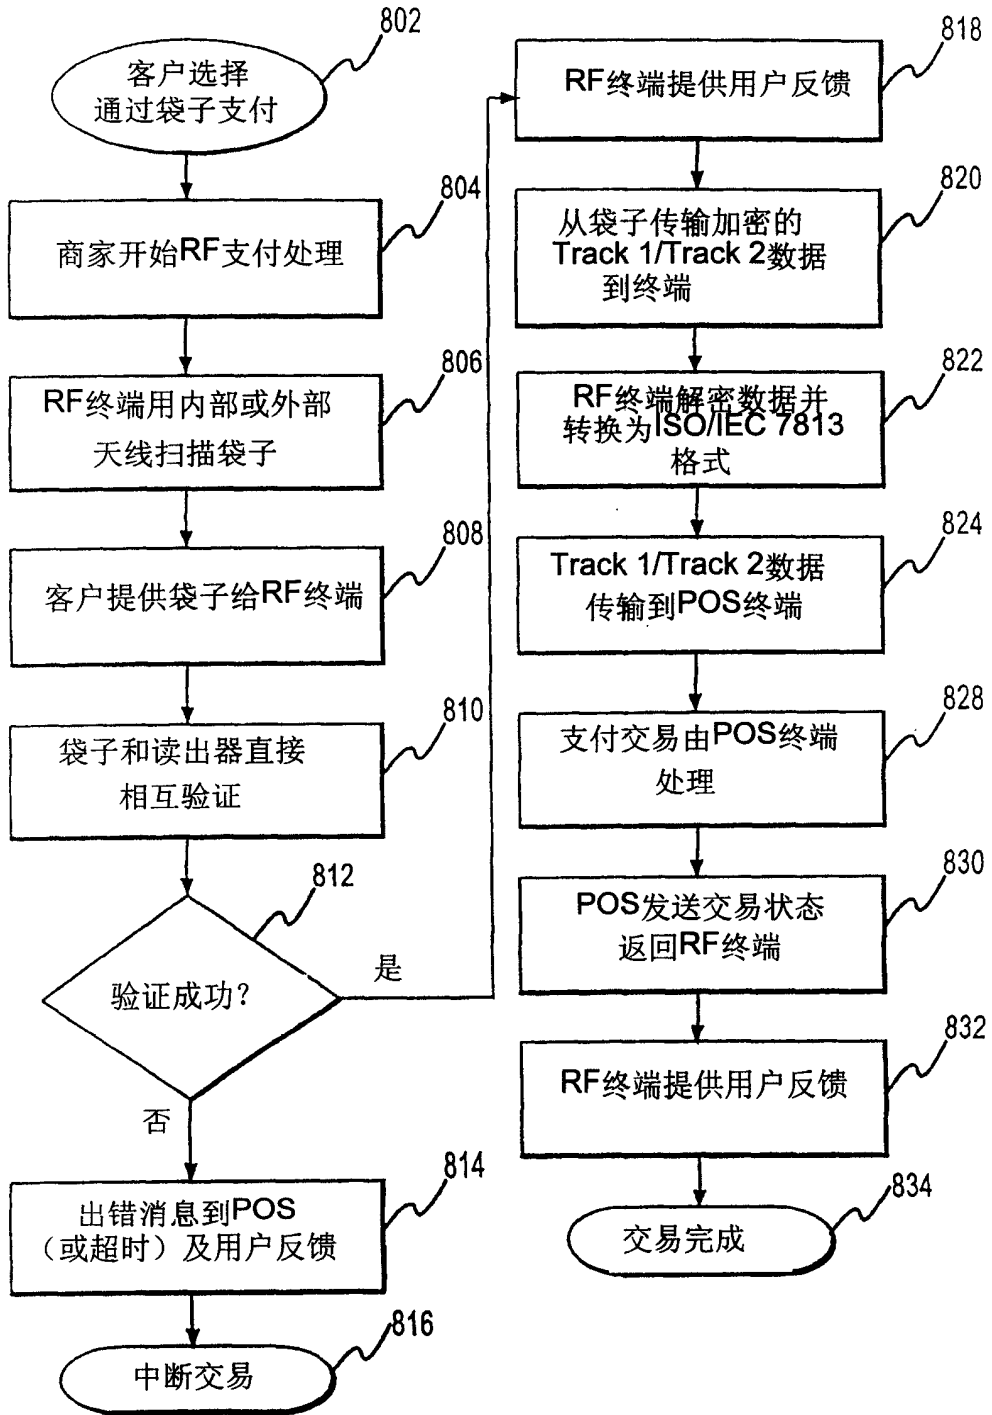 802
客户选择
通过袋子支付
804
商家开始RF支付处理
806
RF终端用内部或外部
天线扫描袋子
808
客户提供袋子给RF终端
810
袋子和读出器直接
相互验证
812
验证成功?
是
否
814
出错消息到POS
（或超时）及用户反馈
816
中断交易
818
RF终端提供用户反馈
820
从袋子传输加密的
Track 1/Track 2数据
到终端
822
RF终端解密数据并
转换为ISO/IEC 7813
格式
824
Track 1/Track 2数据
传输到POS终端
828
支付交易由POS终端
处理
830
POS发送交易状态
返回RF终端
832
RF终端提供用户反馈
834
交易完成